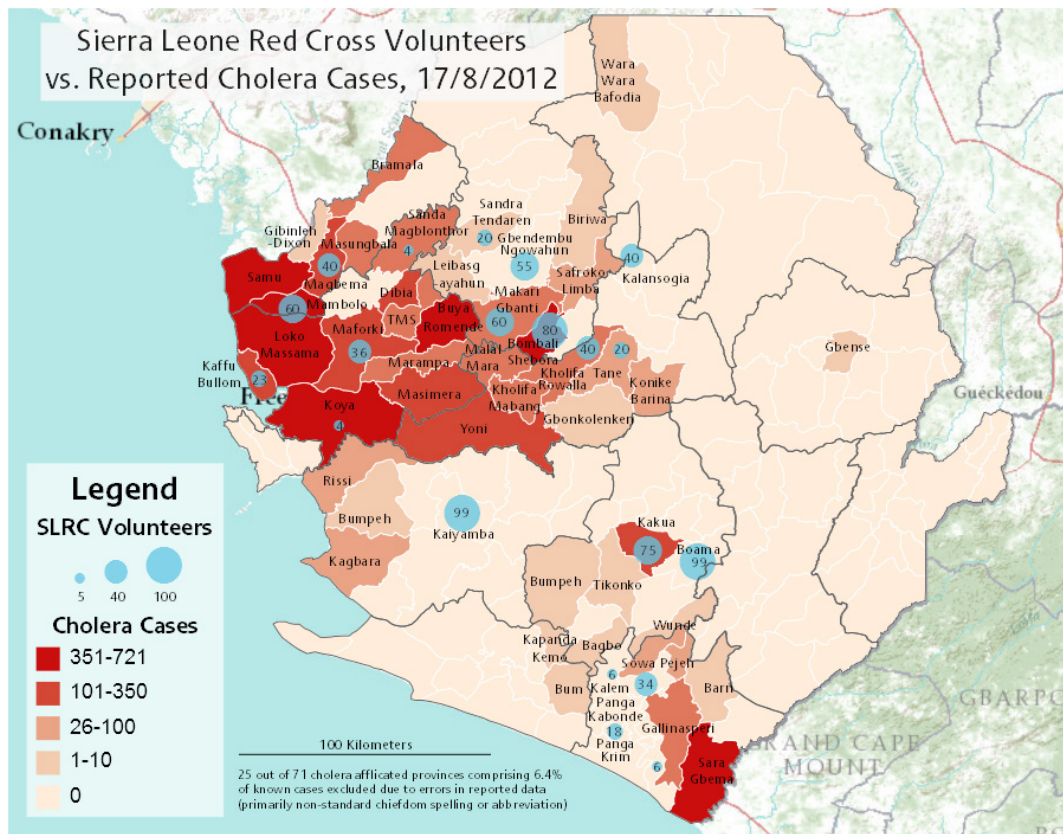 Sierra Leone Red Cross Volunteers
vs. Reported Cholera Cases, 17/8/2012
Conakry
Wara
Wara
Bafodia
Bramala
Sanda
Magblonthor
4
Sandra
Tendaren
20
Biriwa
Gibinleh
-Dixon
Masungbala
Gbendembu
Ngowahun
55
40
Kalansogia
40
Magbema
Leibasg
-ayahun
Safroko
Limba
Samu
Mambolo
60
Dibia
Makari
Gbanti
60
Buya
Romende
TMS
80
Bombali
Shebora
Loko
Massama
Maforki
36
Malal
Mara
40
20
Tane
Gbense
Kaffu
Bullom
23
Marampa
Kholifa
Rowalla
Guéckédou
Free
Masimera
Kholifa
Mabang
Konike
Barina
Koya
4
Yoni
Gbonkolenken
Rissi
Bumpeh
99
Kaiyamba
Kakua
75
Boama
99
Kagbara
Bumpeh
Tikonko
Wunde
Kapanda
Kemo
Bagbo
Sowa Pejeh
6
34
Bum
Kalem
Panga
Kabonde
Barn
18
Panga
Krim
Gallinasperi
6
Sara
Gbema
GBARPO
GRAND CAPE
MOUNT
Legend
SLRC Volunteers
5 40 100
Cholera Cases
351-721
101-350
26-100
1-10
0
100 Kilometers
25 out of 71 cholera afflicated provinces comprising 6.4%
of known cases excluded due to errors in reported data
(primarily non-standard chiefdom spelling or abbreviation)